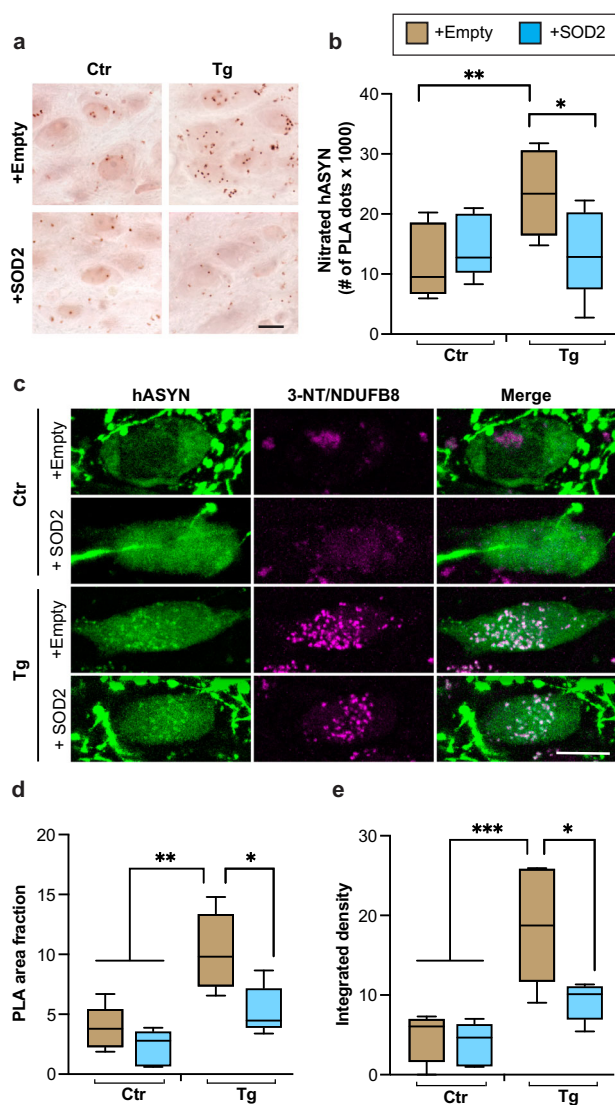 a
Ctr
Tg
+Empty
+SOD2
b
+Empty
+SOD2
Nitrated hASYN
(# of PLA dots x 1000)
40
30
20
10
0
**
*
Ctr
Tg
c
hASYN
3-NT/NDUFB8
Merge
Ctr
+Empty
+ SOD2
Tg
+Empty
+ SOD2
d
PLA area fraction
20
15
10
5
0
**
*
Ctr
Tg
e
Integrated density
30
20
10
0
***
*
Ctr
Tg